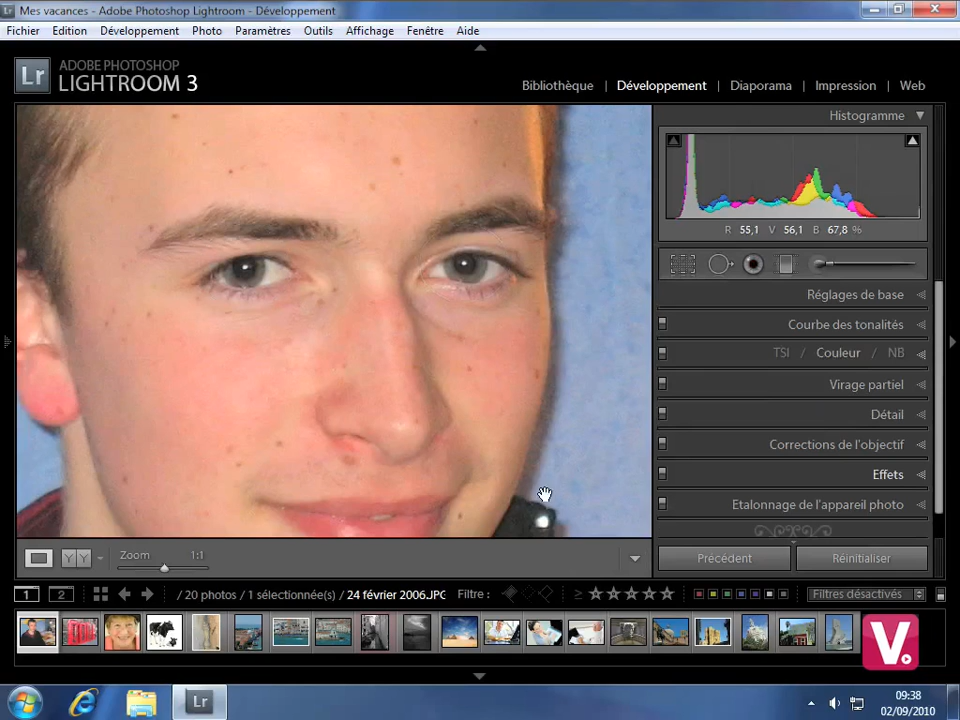 Mes vacances - Adobe Photoshop Lightroom - Développement
Fichier Edition Développement Photo Paramètres Outils Affichage Fenêtre Aide
Lr ADOBE PHOTOSHOP
LIGHTROOM 3
Bibliothèque | Développement | Diaporama | Impression | Web
Histogramme
R 55,1 V 56,1 B 67,8 %
Réglages de base
Courbe des tonalités
TSI / Couleur / NB
Virage partiel
Détail
Corrections de l'objectif
Effets
Etalonnage de l'appareil photo
Zoom 1:1
Précédent Réinitialiser
1 2 / 20 photos / 1 sélectionnée(s) / 24 février 2006.JPG Filtre : Filtres désactivés
V
Lr
09:38
02/09/2010